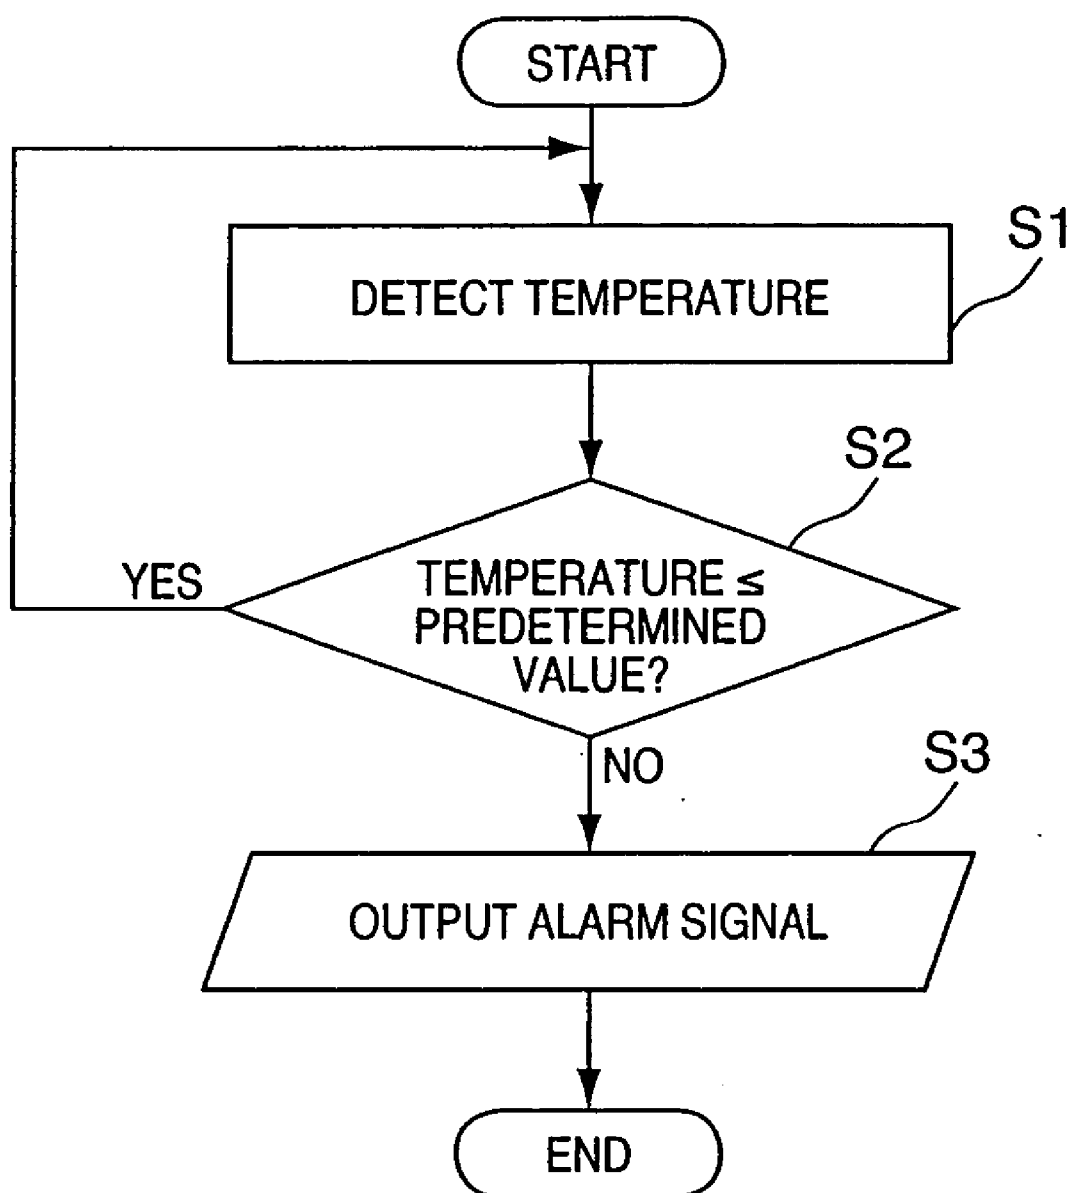 START
DETECT TEMPERATURE
S1
S2
YES
TEMPERATURE ≤
PREDETERMINED
VALUE?
NO
S3
OUTPUT ALARM SIGNAL
END